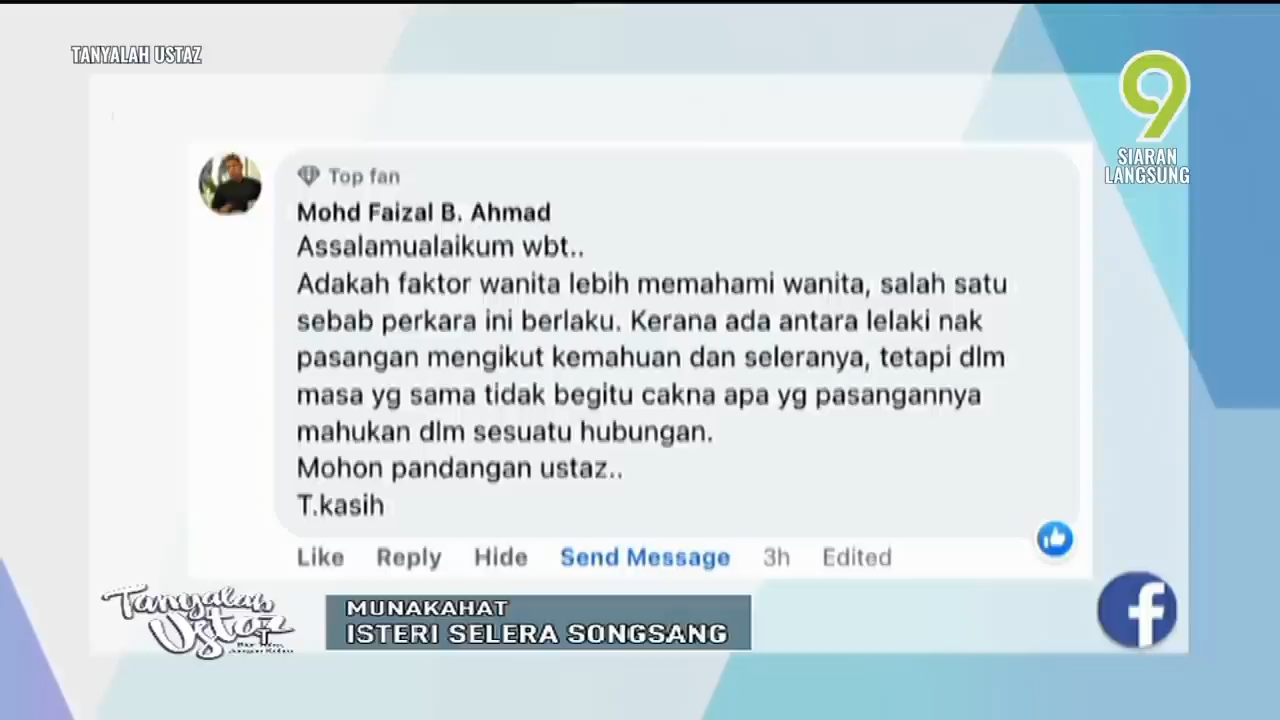 TANYALAH USTAZ
9
SIARAN
LANGSUNG
Top fan
Mohd Faizal B. Ahmad
Assalamualaikum wbt..
Adakah faktor wanita lebih memahami wanita, salah satu
sebab perkara ini berlaku. Kerana ada antara lelaki nak
pasangan mengikut kemahuan dan seleranya, tetapi dlm
masa yg sama tidak begitu cakna apa yg pasangannya
mahukan dlm sesuatu hubungan.
Mohon pandangan ustaz..
T.kasih
Like Reply Hide Send Message 3h Edited
Tanyalah
Ustaz
MUNAKAHAT
ISTERI SELERA SONGSANG
f